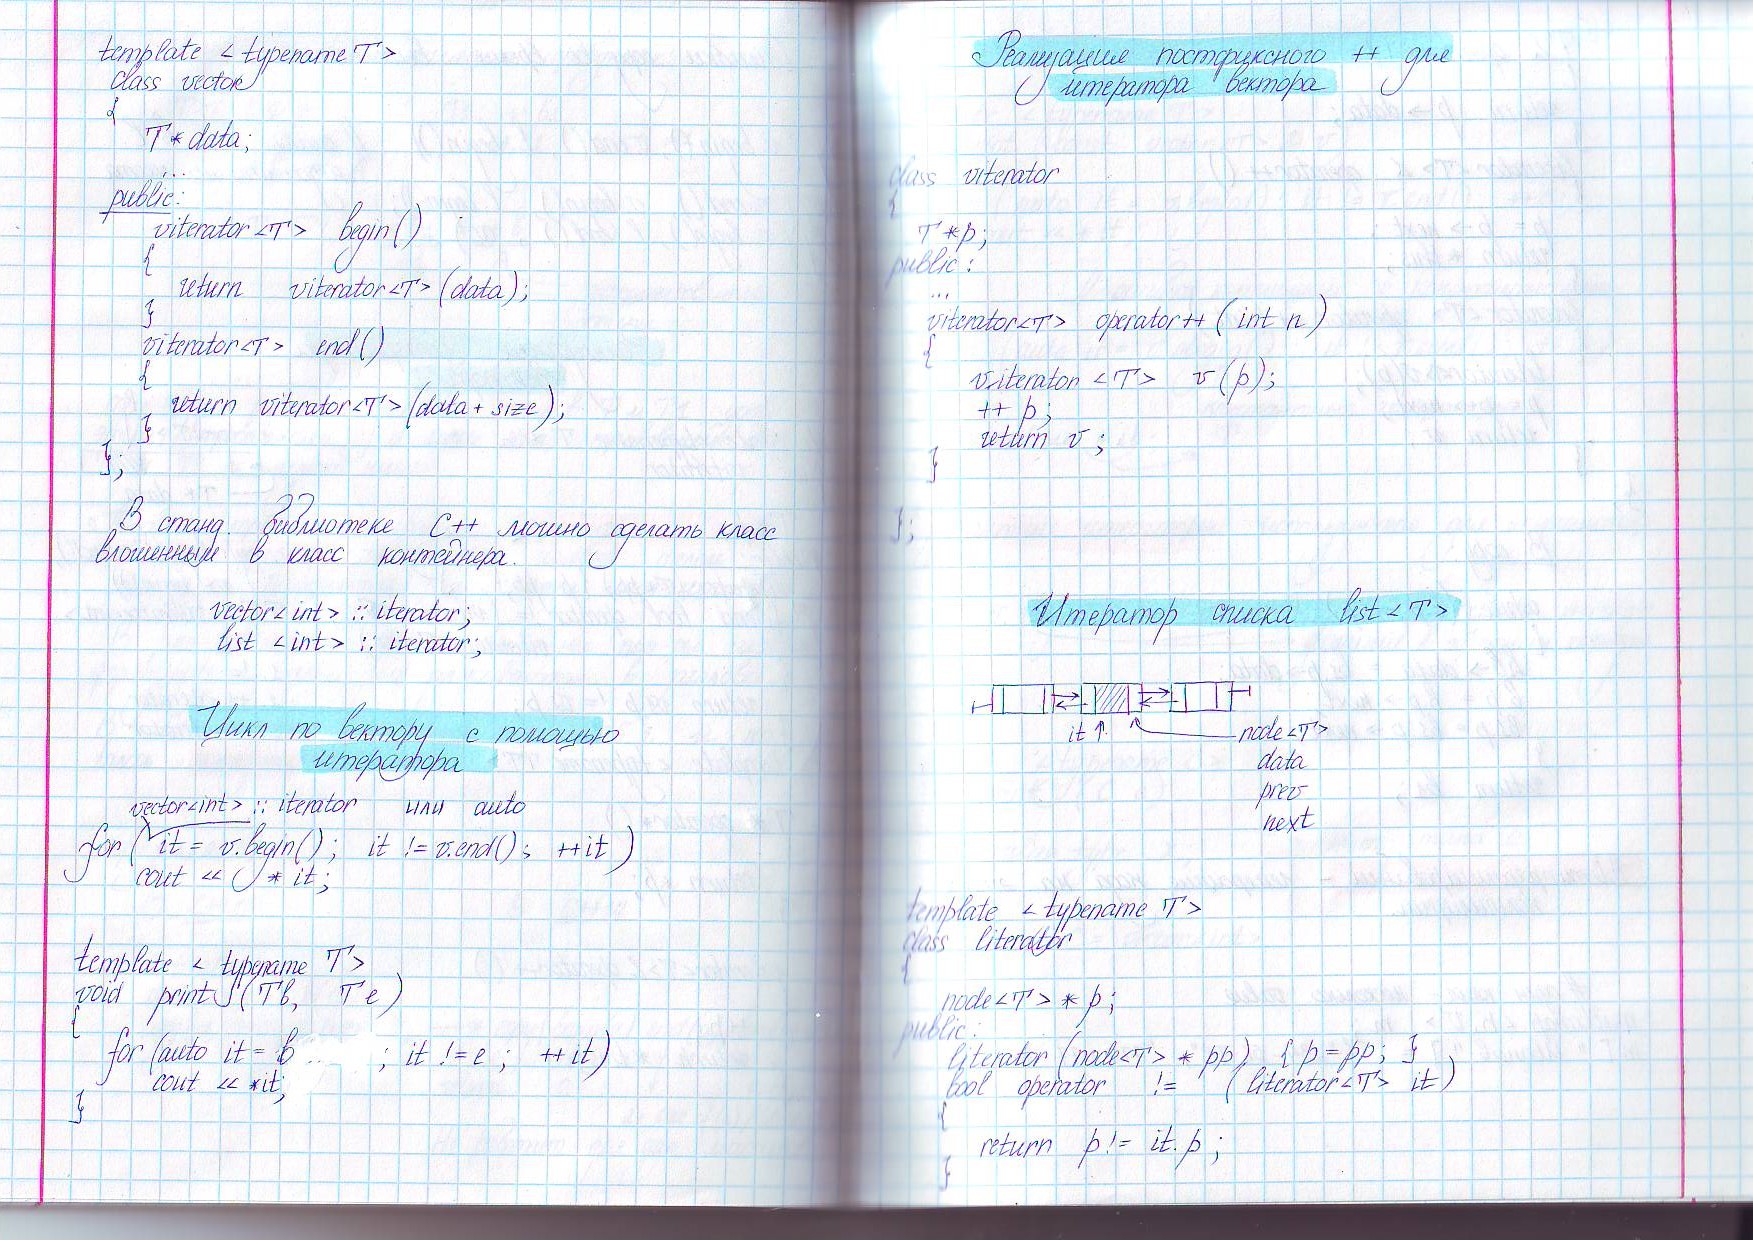 template < typename T>
class vector
{
T* data;
...
public:
viterator<T> begin()
{
return viterator<T> (data);
}
viterator<T> end()
{
return viterator<T> (data + size);
}
};
В станд. библиотеке C++ можно сделать класс
вложенным в класс контейнера.
vector<int> :: iterator;
list <int> :: iterator;
Цикл по вектору с помощью
итератора
vector<int> :: iterator или auto
for ( it = v.begin(); it != v.end(); ++it )
cout << * it;
template < typename T>
void print (T b, T e)
{
for (auto it = b ; it != e ; ++it)
cout << *it;
}
Реализация постфиксного ++ для
итератора вектора
class viterator
{
T *p;
public:
...
viterator<T> operator++ ( int n )
{
viterator <T> v (p);
++ p;
return v ;
}
};
Итератор списка list<T>
it node<T>
data
prev
next
template < typename T>
class literator
{
node<T> * p;
public:
literator (node<T> * pp) { p = pp; }
bool operator != ( literator<T> it )
{
return p != it.p ;
}